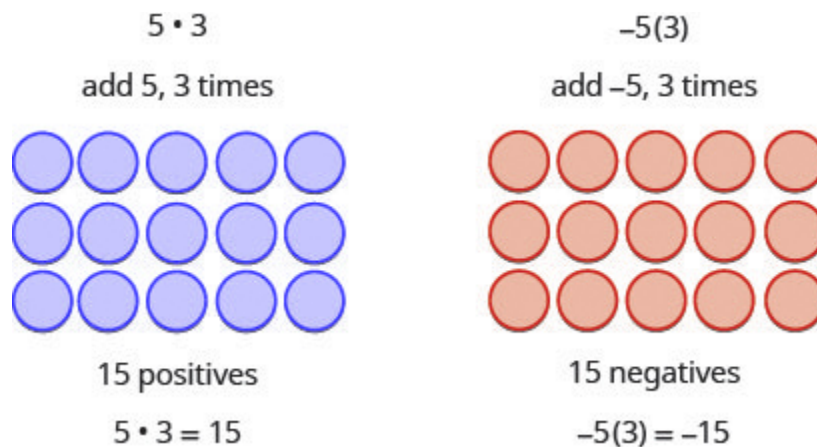 5 • 3
add 5, 3 times
15 positives
5 • 3 = 15
–5(3)
add –5, 3 times
15 negatives
–5(3) = –15